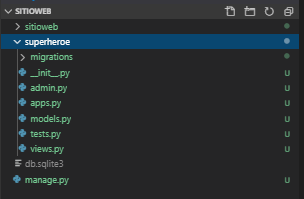 SITIOWEB
sitioweb
superheroe
migrations
__init__.py U
admin.py U
apps.py U
models.py U
tests.py U
views.py U
db.sqlite3
manage.py U